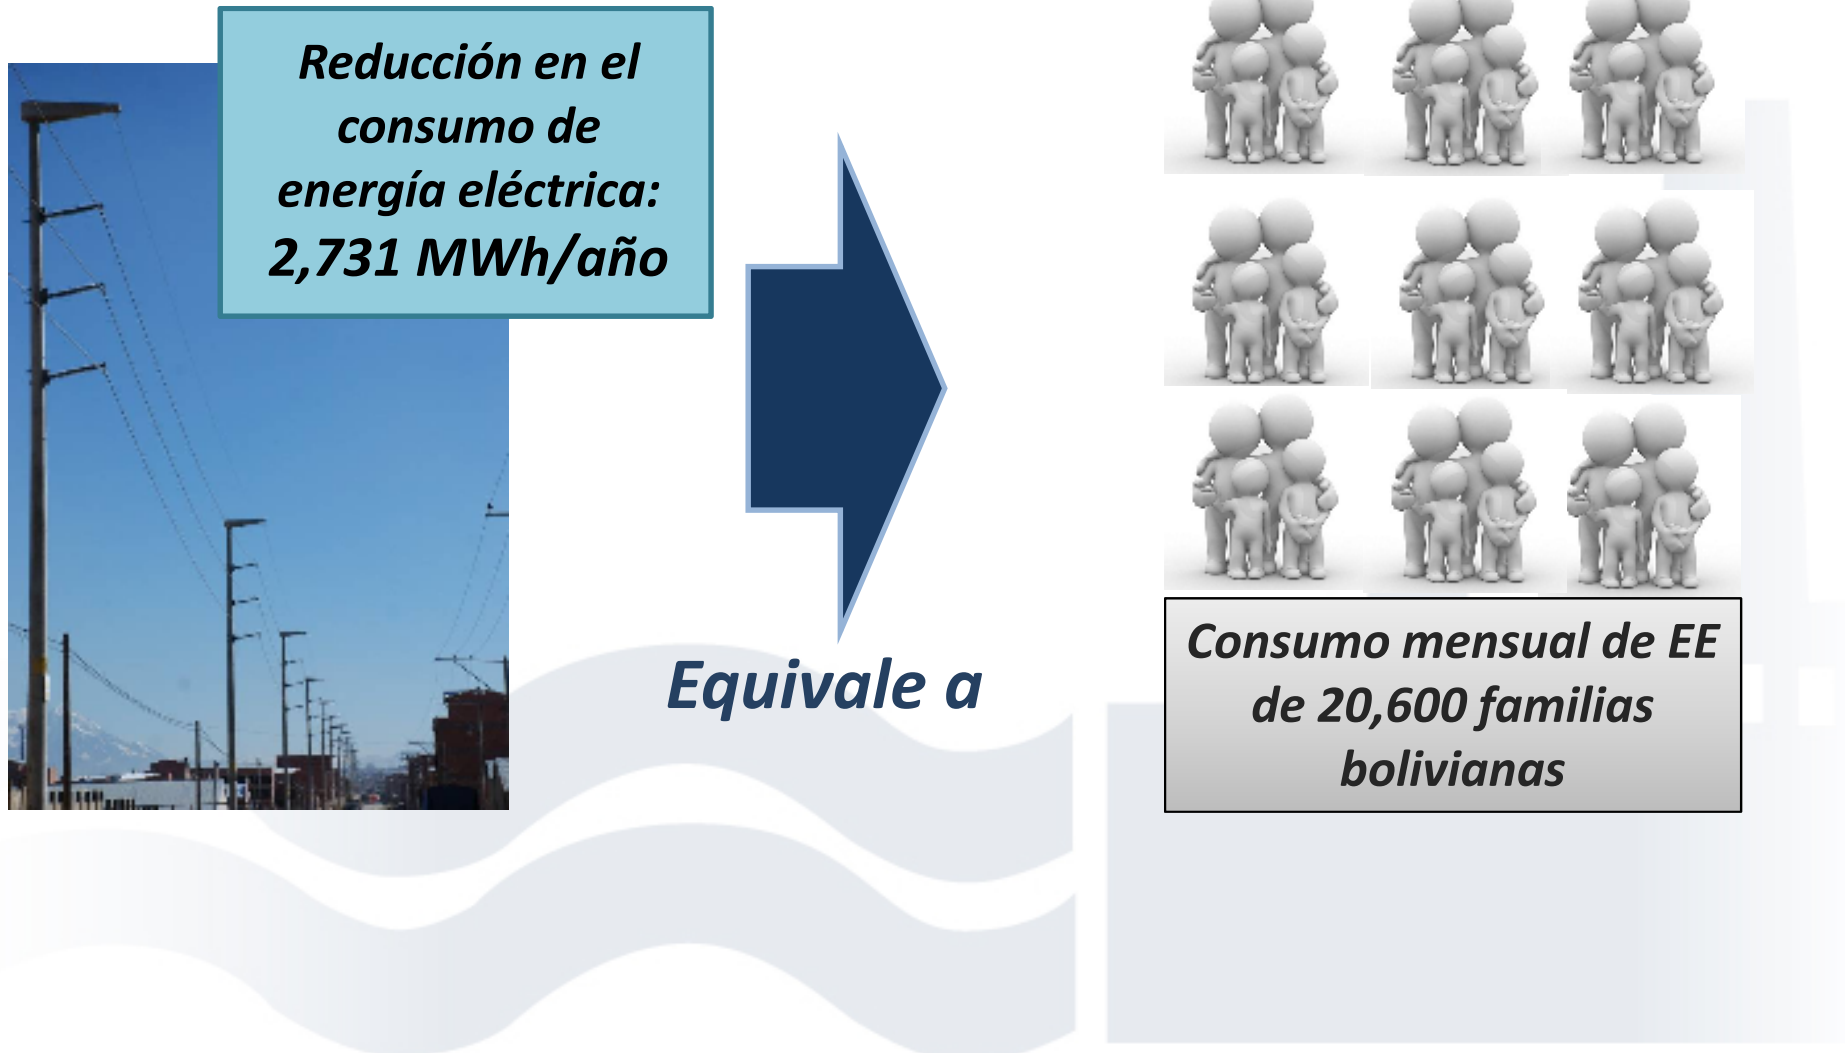 Reducción en el
consumo de
energía eléctrica:
2,731 MWh/año
Equivale a
Consumo mensual de EE
de 20,600 familias
bolivianas